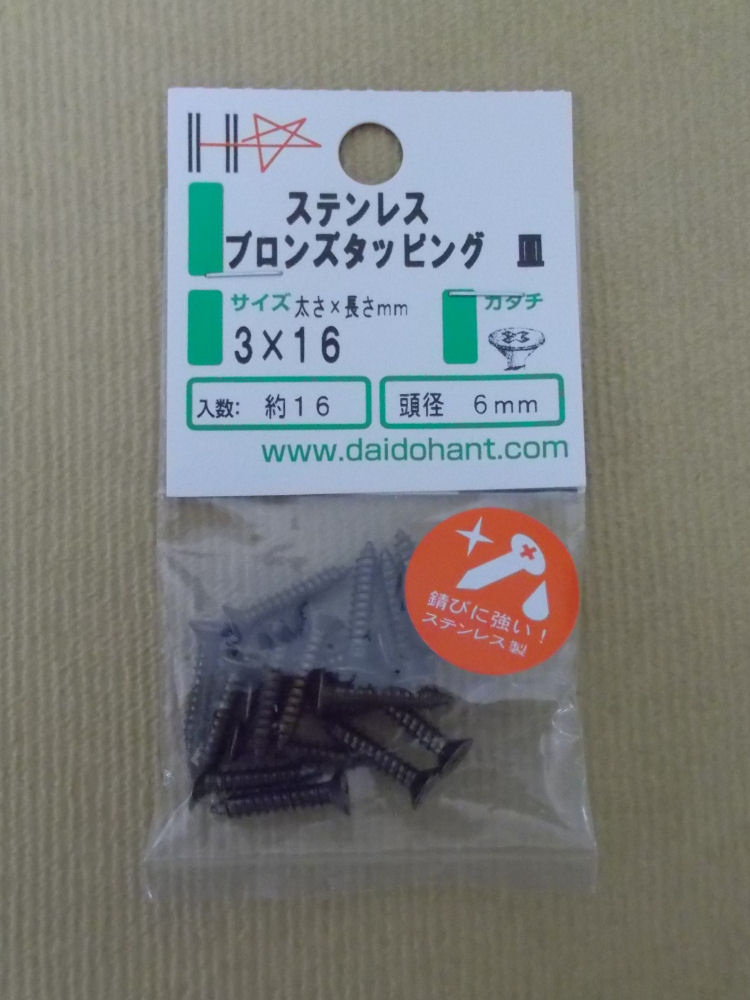 ステンレス
ブロンズタッピング 皿
サイズ 太さ×長さmm
カタチ
3×16
入数: 約16
頭径 6mm
www.daidohant.com
錆びに強い!
ステンレス製